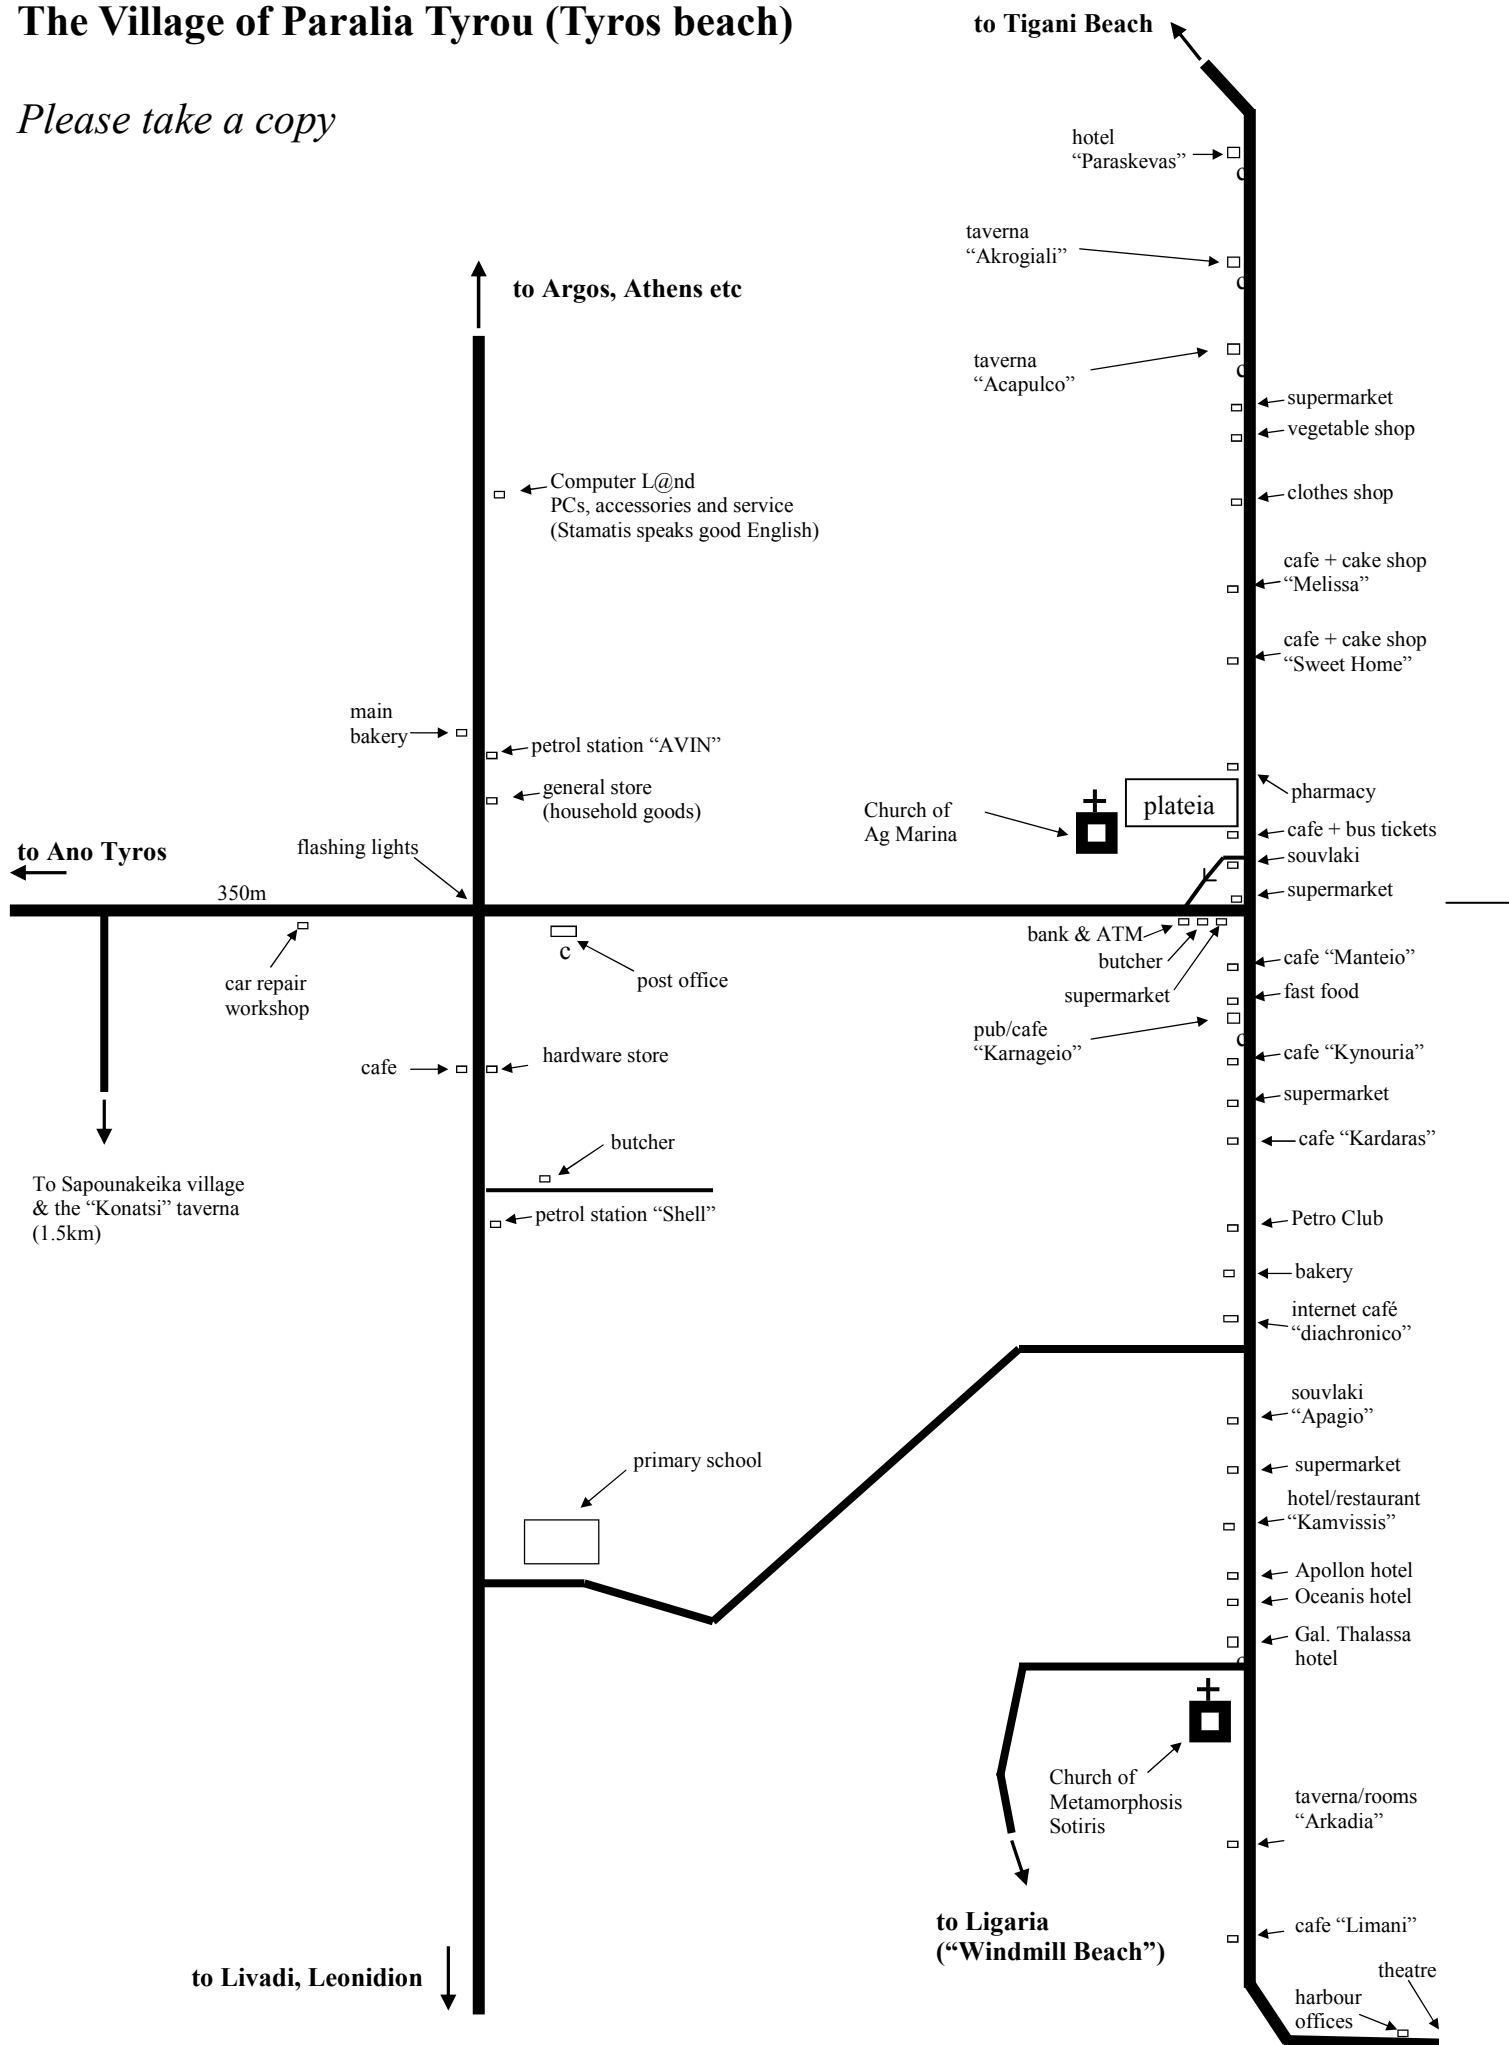 The Village of Paralia Tyrou (Tyros beach)
Please take a copy
to Tigani Beach
hotel
“Paraskevas”
c
taverna
“Akrogiali”
c
to Argos, Athens etc
taverna
“Acapulco”
c
supermarket
vegetable shop
Computer L@nd
PCs, accessories and service
(Stamatis speaks good English)
clothes shop
cafe + cake shop
“Melissa”
cafe + cake shop
“Sweet Home”
main
bakery
petrol station “AVIN”
general store
(household goods)
plateia
pharmacy
Church of
Ag Marina
cafe + bus tickets
souvlaki
supermarket
to Ano Tyros
flashing lights
350m
car repair
workshop
c
post office
bank & ATM
butcher
supermarket
cafe “Manteio”
fast food
pub/cafe
“Karnageio”
c
cafe “Kynouria”
cafe
hardware store
supermarket
cafe “Kardaras”
butcher
To Sapounakeika village
& the “Konatsi” taverna
(1.5km)
petrol station “Shell”
Petro Club
bakery
internet café
“diachronico”
souvlaki
“Apagio”
primary school
supermarket
hotel/restaurant
“Kamvissis”
Apollon hotel
Oceanis hotel
Gal. Thalassa
hotel
c
Church of
Metamorphosis
Sotiris
taverna/rooms
“Arkadia”
to Ligaria
(“Windmill Beach”)
cafe “Limani”
to Livadi, Leonidion
theatre
harbour
offices